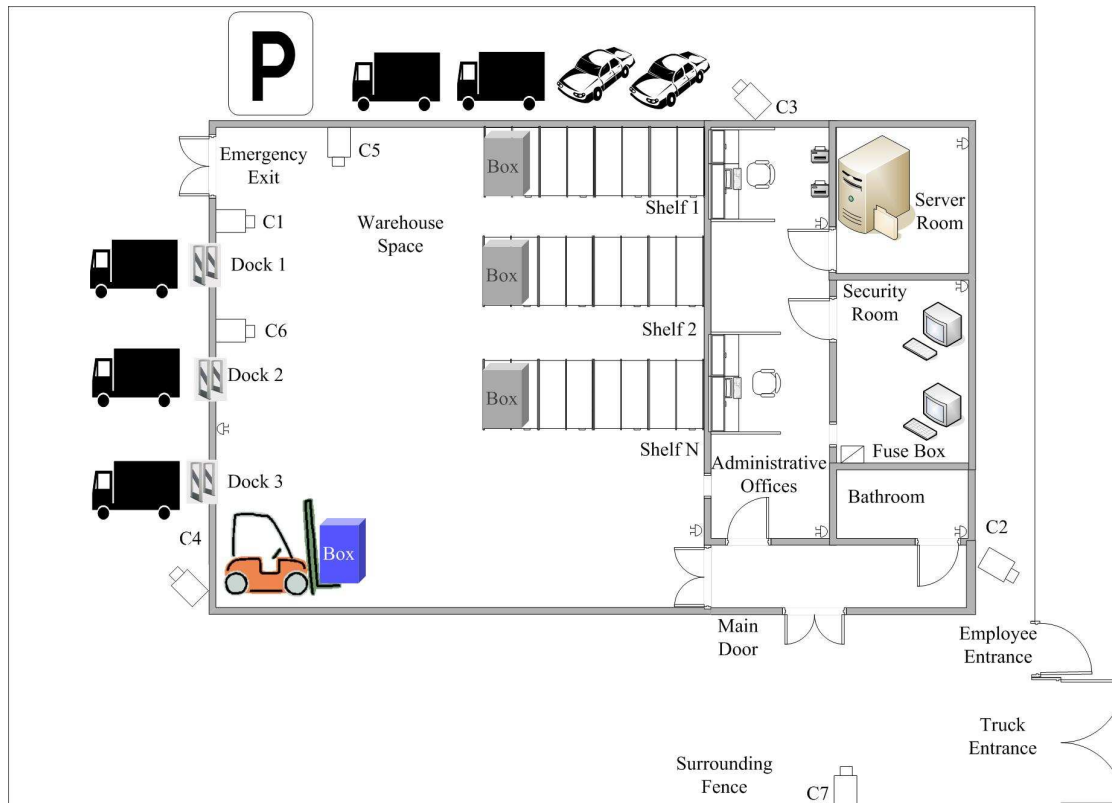 P
C3
C5
Emergency
Exit
Box
Shelf 1
Server
Room
C1
Warehouse
Space
Dock 1
Box
Security
Room
C6
Shelf 2
Dock 2
Box
Shelf N
Fuse Box
Administrative
Offices
Dock 3
Bathroom
C4
Box
C2
Main
Door
Employee
Entrance
Truck
Entrance
Surrounding
Fence
C7